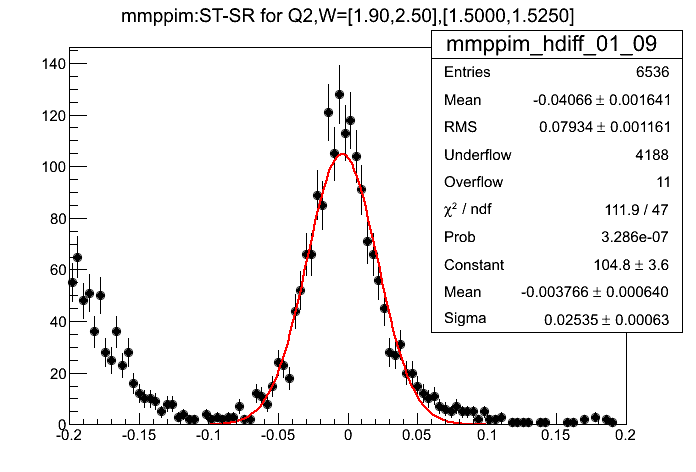 mmppim:ST-SR for Q2,W=[1.90,2.50],[1.5000,1.5250]
mmppim_hdiff_01_09
Entries 6536
Mean -0.04066 ± 0.001641
RMS 0.07934 ± 0.001161
Underflow 4188
Overflow 11
χ² / ndf 111.9 / 47
Prob 3.286e-07
Constant 104.8 ± 3.6
Mean -0.003766 ± 0.000640
Sigma 0.02535 ± 0.00063
140
120
100
80
60
40
20
0
-0.2 -0.15 -0.1 -0.05 0 0.05 0.1 0.15 0.2